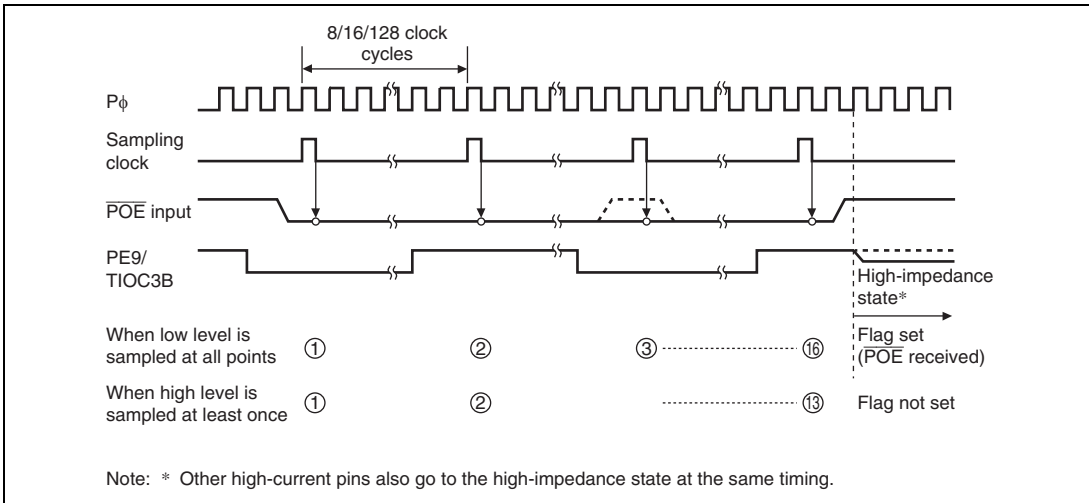 8/16/128 clock
cycles
Pϕ
Sampling
clock
P̅O̅E̅ input
PE9/
TIOC3B
High-impedance
state*
When low level is
sampled at all points
① ② ③ ⑯
Flag set
(P̅O̅E̅ received)
When high level is
sampled at least once
① ② ⑬ Flag not set
Note: * Other high-current pins also go to the high-impedance state at the same timing.